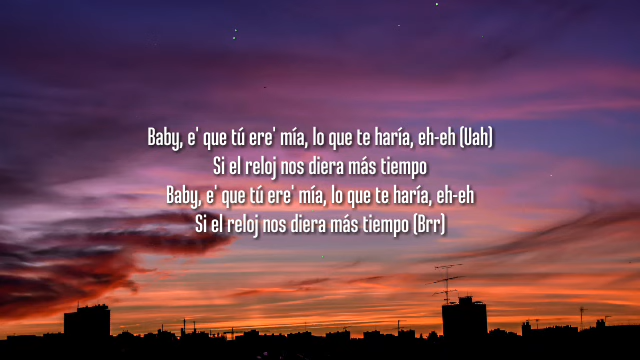 Baby, e' que tú ere' mía, lo que te haría, eh-eh (Uah)
Si el reloj nos diera más tiempo
Baby, e' que tú ere' mía, lo que te haría, eh-eh
Si el reloj nos diera más tiempo (Brr)